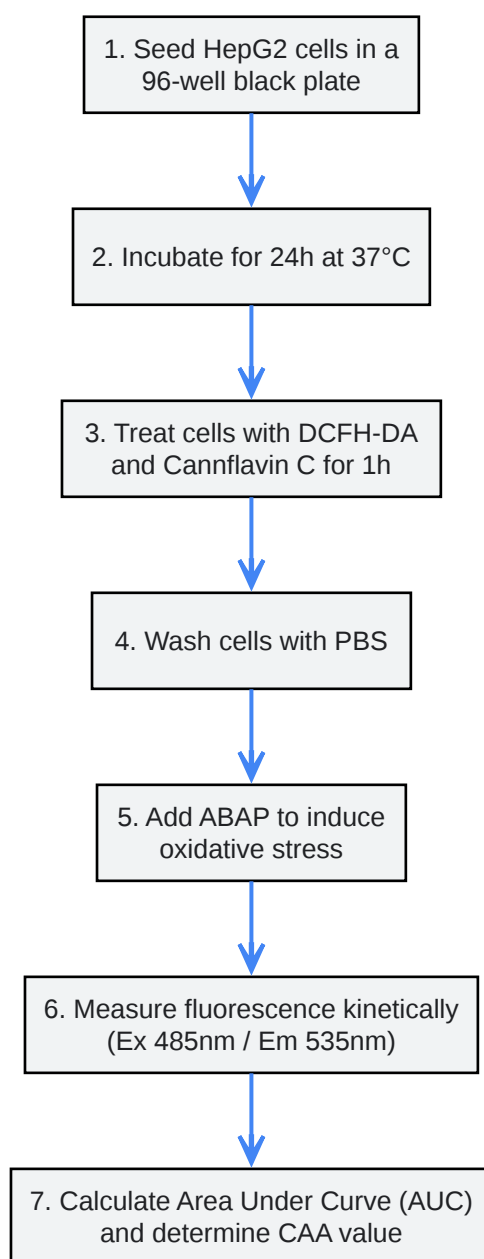 1. Seed HepG2 cells in a
96-well black plate
2. Incubate for 24h at 37°C
3. Treat cells with DCFH-DA
and Cannflavin C for 1h
4. Wash cells with PBS
5. Add ABAP to induce
oxidative stress
6. Measure fluorescence kinetically
(Ex 485nm / Em 535nm)
7. Calculate Area Under Curve (AUC)
and determine CAA value